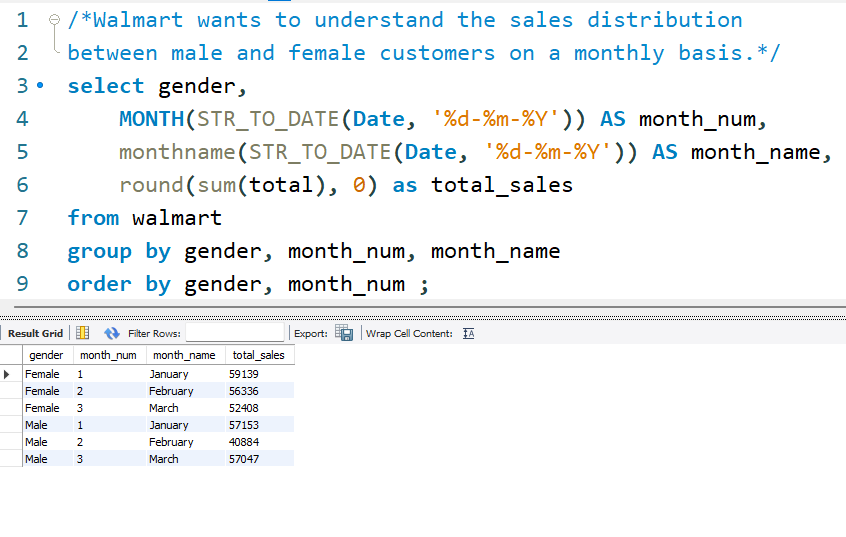 1 /*Walmart wants to understand the sales distribution
2 between male and female customers on a monthly basis.*/
3 select gender,
4 MONTH(STR_TO_DATE(Date, '%d-%m-%Y')) AS month_num,
5 monthname(STR_TO_DATE(Date, '%d-%m-%Y')) AS month_name,
6 round(sum(total), 0) as total_sales
7 from walmart
8 group by gender, month_num, month_name
9 order by gender, month_num ;
Result Grid Filter Rows: Export: Wrap Cell Content:
gender month_num month_name total_sales
Female 1 January 59139
Female 2 February 56336
Female 3 March 52408
Male 1 January 57153
Male 2 February 40884
Male 3 March 57047